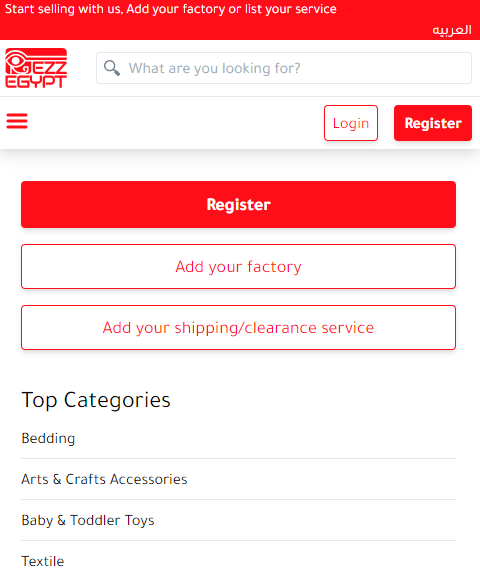 Start selling with us, Add your factory or list your service
العربيه
REZZ
EGYPT
What are you looking for?
Login
Register
Register
Add your factory
Add your shipping/clearance service
Top Categories
Bedding
Arts & Crafts Accessories
Baby & Toddler Toys
Textile